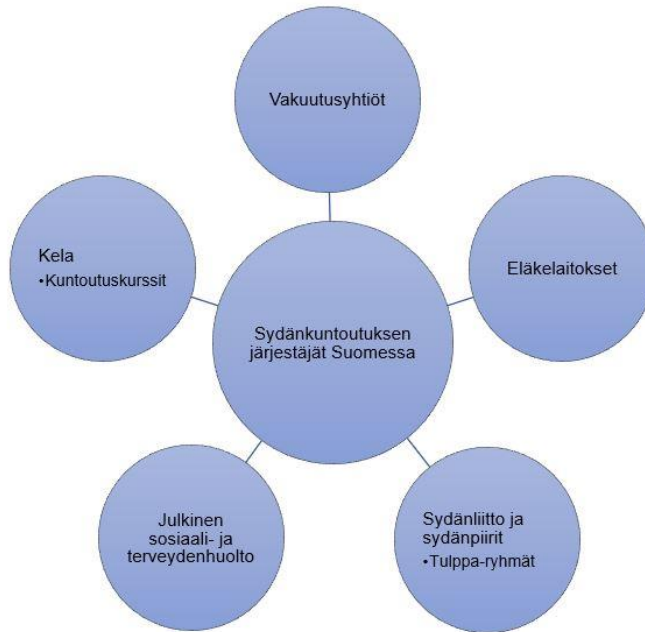 Vakuutusyhtiöt
Kela
•Kuntoutuskurssit
Eläkelaitokset
Sydänkuntoutuksen
järjestäjät Suomessa
Julkinen
sosiaali- ja
terveydenhuolto
Sydänliitto ja
sydänpiirit
•Tulppa-ryhmät